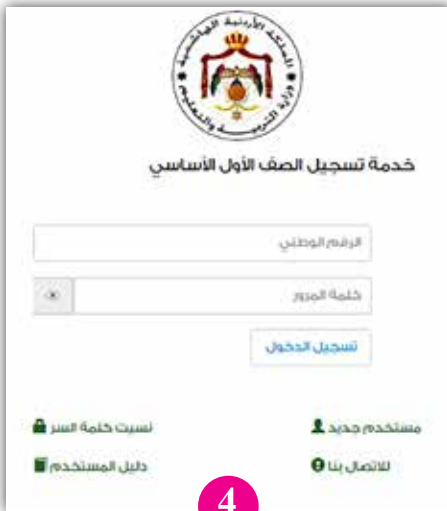 المملكة الأردنية الهاشمية
وزارة التربية والتعليم
خدمة تسجيل الصف الأول الأساسي
الرقم الوطني
كلمة المرور
تسجيل الدخول
مستخدم جديد نسيت كلمة السر
للاتصال بنا دليل المستخدم
4